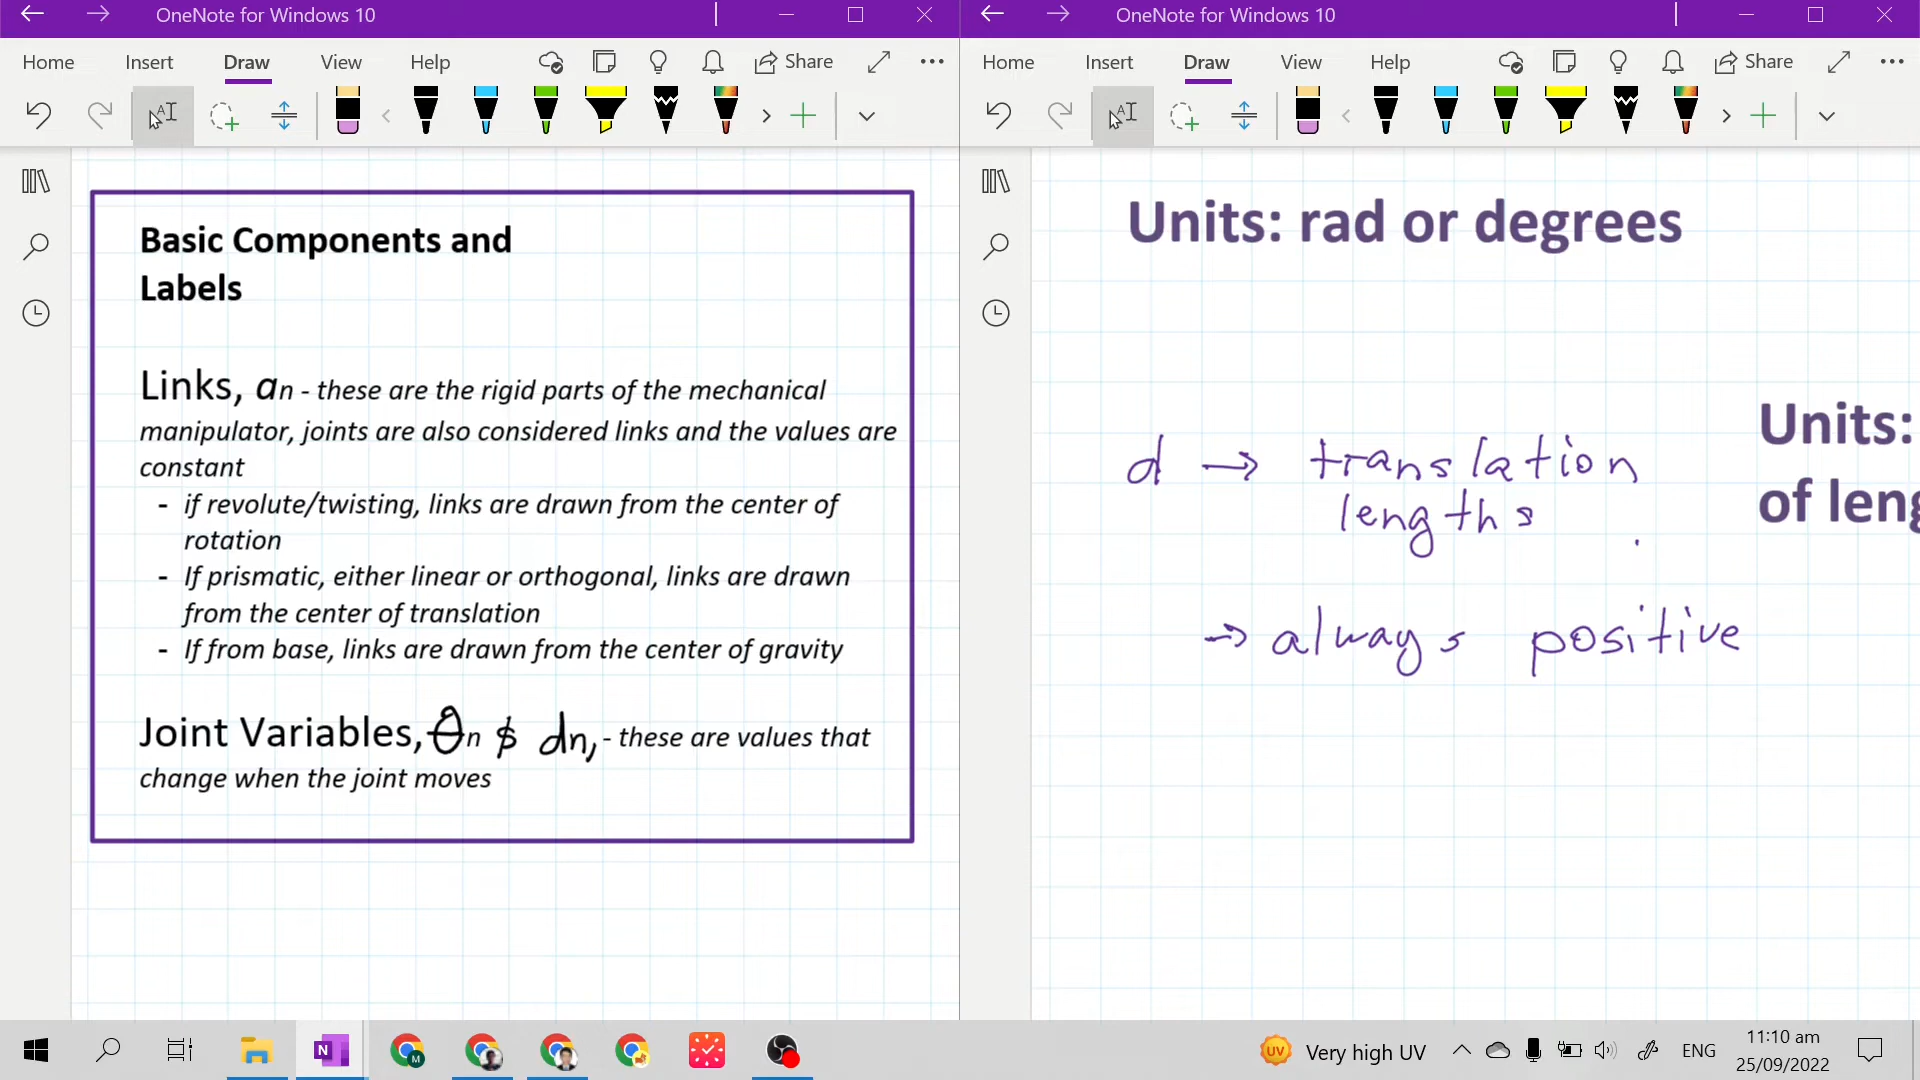 OneNote for Windows 10
Home Insert Draw View Help Share
Basic Components and
Labels
Links, an - these are the rigid parts of the mechanical
manipulator, joints are also considered links and the values are
constant
- if revolute/twisting, links are drawn from the center of
rotation
- If prismatic, either linear or orthogonal, links are drawn
from the center of translation
- If from base, links are drawn from the center of gravity
Joint Variables, θn $ dn, - these are values that
change when the joint moves
OneNote for Windows 10
Home Insert Draw View Help Share
Units: rad or degrees
d → translation
lengths
Units:
of leng
→ always positive
UV Very high UV ENG 11:10 am
25/09/2022